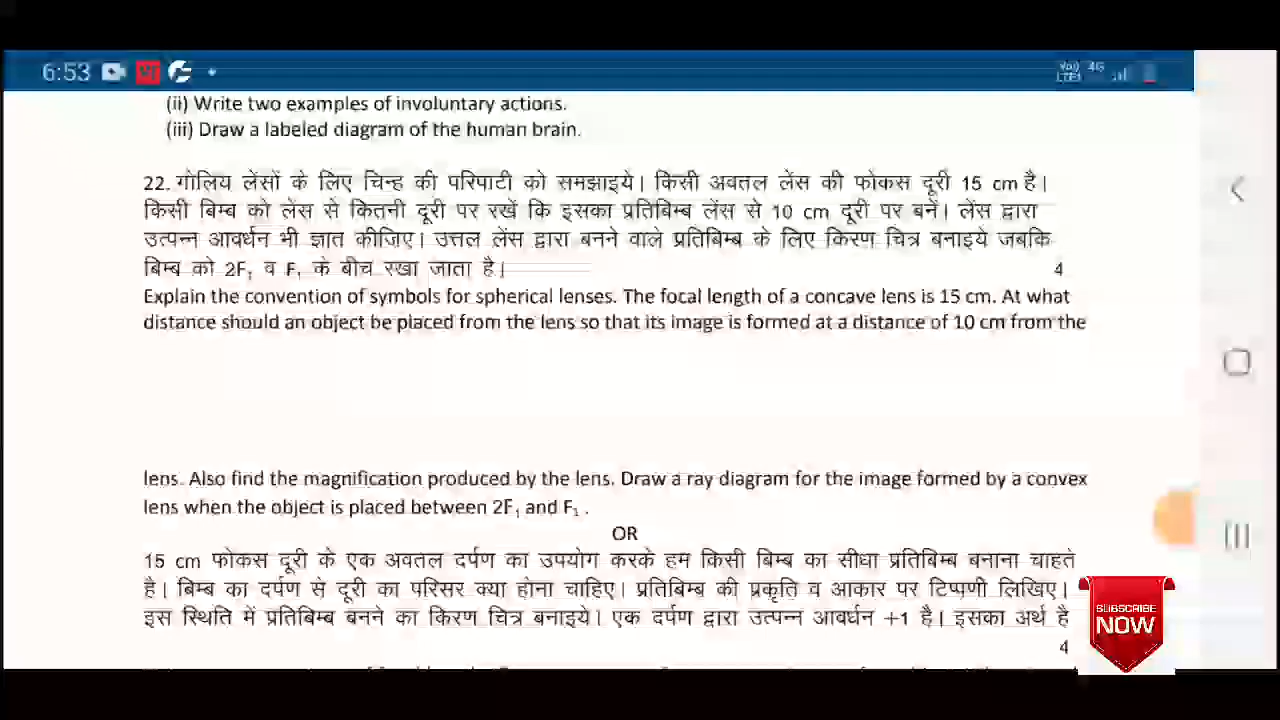 6:53
VoLTE1 4G
(ii) Write two examples of involuntary actions.
(iii) Draw a labeled diagram of the human brain.
22. गोलिय लेंसों के लिए चिन्ह की परिपाटी को समझाइये। किसी अवतल लेंस की फोकस दूरी 15 cm है।
किसी बिम्ब को लेंस से कितनी दूरी पर रखें कि इसका प्रतिबिम्ब लेंस से 10 cm दूरी पर बनें। लेंस द्वारा
उत्पन्न आवर्धन भी ज्ञात कीजिए। उत्तल लेंस द्वारा बनने वाले प्रतिबिम्ब के लिए किरण चित्र बनाइये जबकि
बिम्ब को 2F₁ व F₁ के बीच रखा जाता है। 4
Explain the convention of symbols for spherical lenses. The focal length of a concave lens is 15 cm. At what
distance should an object be placed from the lens so that its image is formed at a distance of 10 cm from the
lens. Also find the magnification produced by the lens. Draw a ray diagram for the image formed by a convex
lens when the object is placed between 2F₁ and F₁ .
OR
15 cm फोकस दूरी के एक अवतल दर्पण का उपयोग करके हम किसी बिम्ब का सीधा प्रतिबिम्ब बनाना चाहते
है। बिम्ब का दर्पण से दूरी का परिसर क्या होना चाहिए। प्रतिबिम्ब की प्रकृति व आकार पर टिप्पणी लिखिए।
इस स्थिति में प्रतिबिम्ब बनने का किरण चित्र बनाइये। एक दर्पण द्वारा उत्पन्न आवर्धन +1 है। इसका अर्थ है
4
SUBSCRIBE
NOW